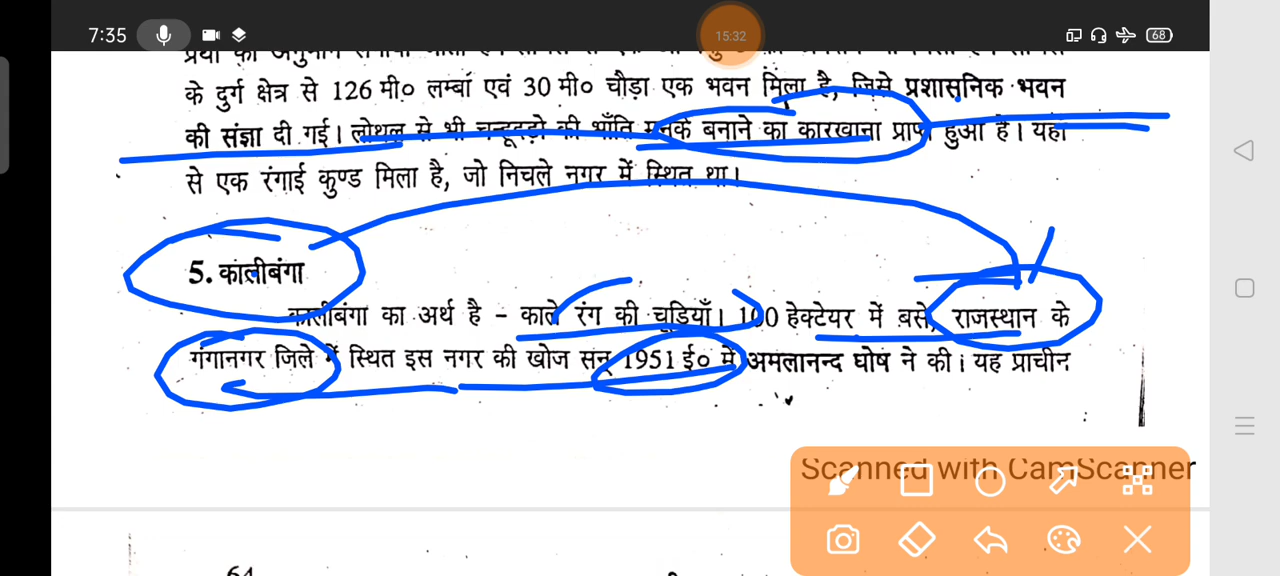 7:35
15:32
68
के दुर्ग क्षेत्र से 126 मी० लम्बां एवं 30 मी० चौड़ा एक भवन मिला है, जिसे प्रशासनिक भवन
की संज्ञा दी गई। लोथल से भी चन्हूदड़ो की भाँति मनके बनाने का कारखाना प्राप्त हुआ है। यहाँ
से एक रंगाई कुण्ड मिला है, जो निचले नगर में स्थित था।
5. कालीबंगा
कालीबंगा का अर्थ है - काले रंग की चूड़ियाँ। 100 हेक्टेयर में बसे, राजस्थान के
गंगानगर जिले में स्थित इस नगर की खोज सन् 1951 ई० में अमलानन्द घोष ने की। यह प्राचीन
Scanned with CamScanner
64